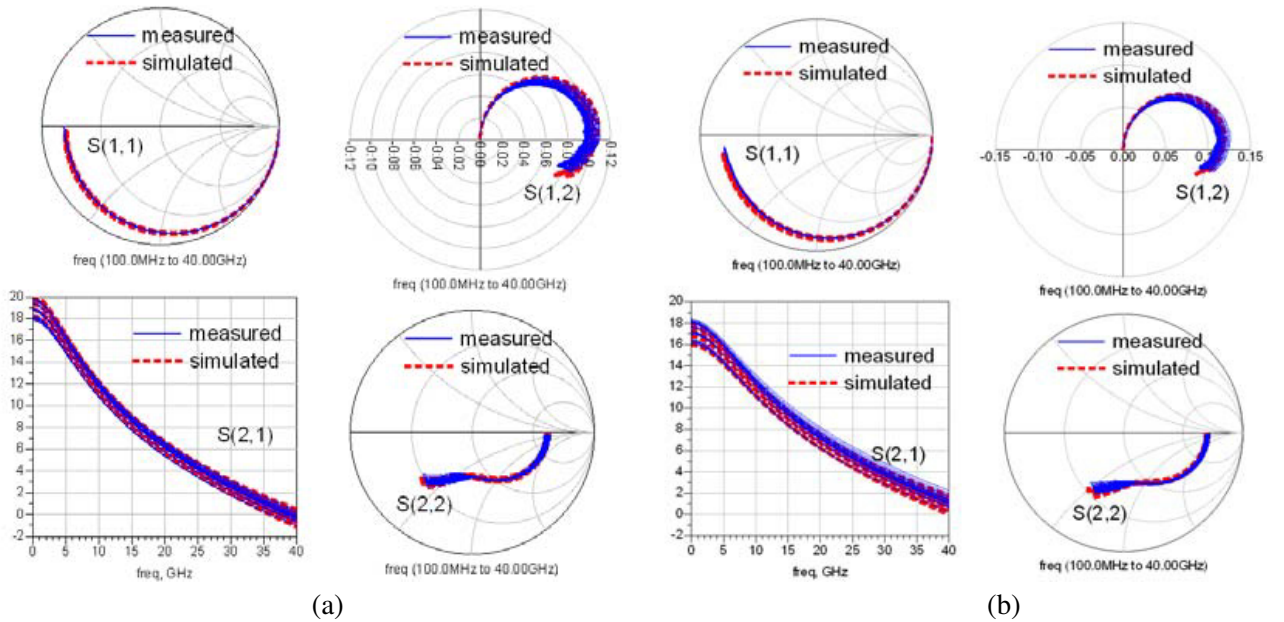 measured
simulated
S(1,1)
freq (100.0MHz to 40.00GHz)
measured
simulated
-0.12 -0.10 -0.08 -0.06 -0.04 -0.02 0.00 0.02 0.04 0.06 0.08 0.12
S(1,2)
freq (100.0MHz to 40.00GHz)
20
18
16
14
12
10
8
6
4
2
0
-2
measured
simulated
S(2,1)
0 5 10 15 20 25 30 35 40
freq, GHz
measured
simulated
S(2,2)
freq (100.0MHz to 40.00GHz)
(a)
measured
simulated
S(1,1)
freq (100.0MHz to 40.00GHz)
measured
simulated
-0.15 -0.10 -0.05 0.00 0.05 0.10 0.15
S(1,2)
freq (100.0MHz to 40.00GHz)
20
18
16
14
12
10
8
6
4
2
0
-2
measured
simulated
S(2,1)
0 5 10 15 20 25 30 35 40
freq, GHz
measured
simulated
S(2,2)
freq (100.0MHz to 40.00GHz)
(b)